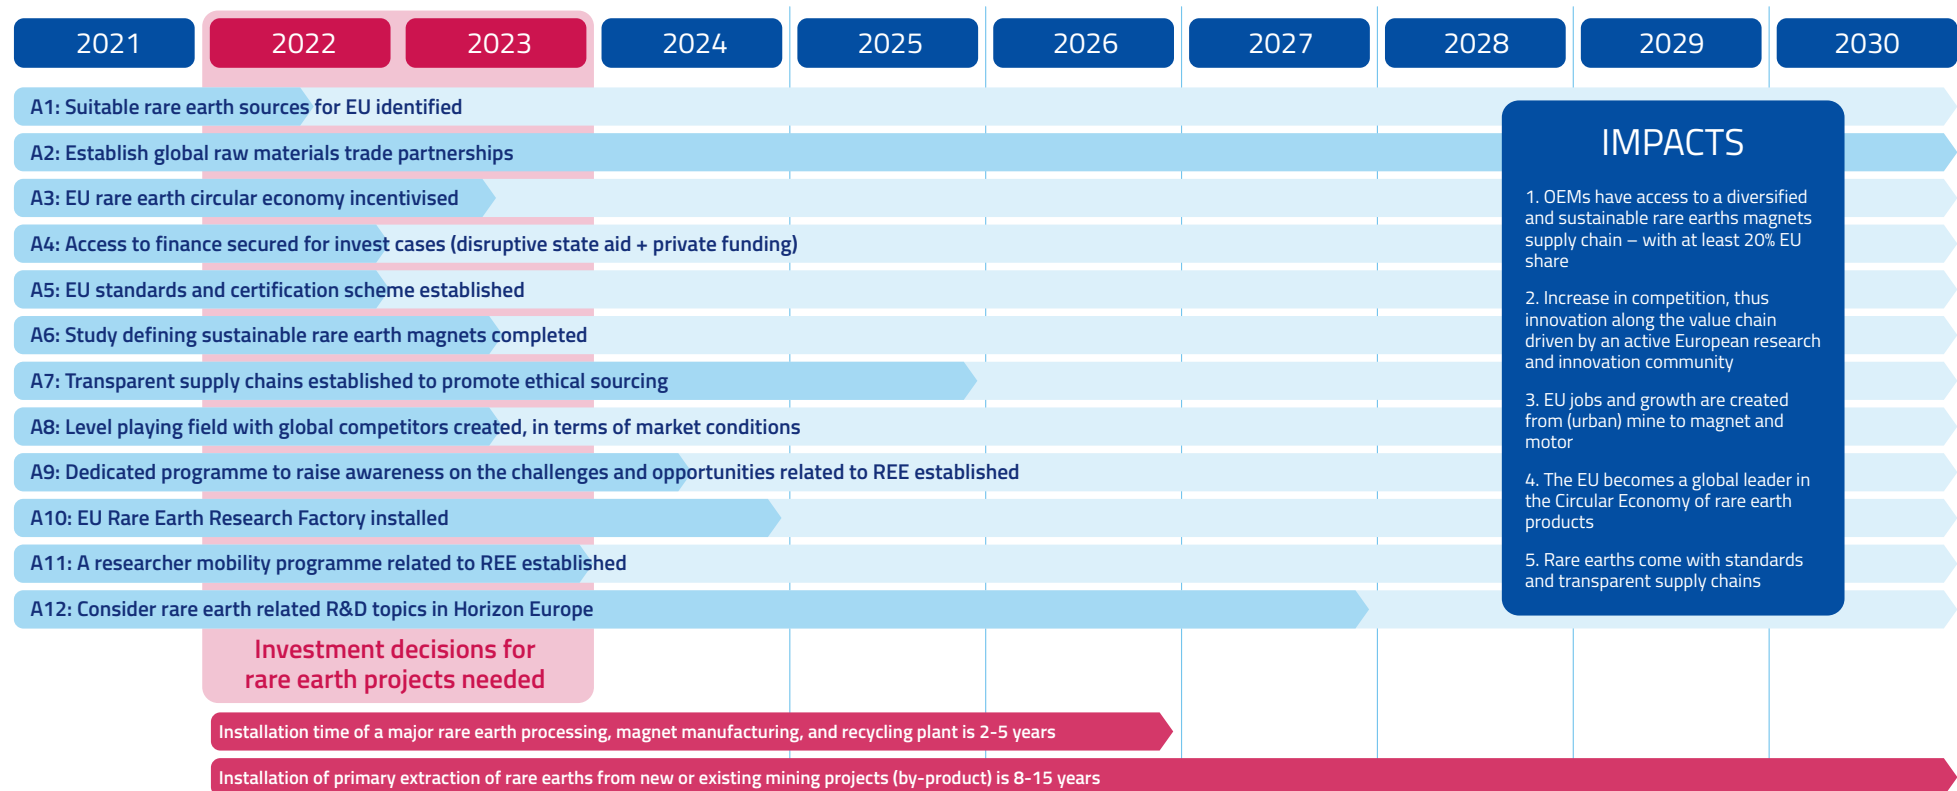 2021 2022 2023 2024 2025 2026 2027 2028 2029 2030
A1: Suitable rare earth sources for EU identified
A2: Establish global raw materials trade partnerships
A3: EU rare earth circular economy incentivised
A4: Access to finance secured for invest cases (disruptive state aid + private funding)
A5: EU standards and certification scheme established
A6: Study defining sustainable rare earth magnets completed
A7: Transparent supply chains established to promote ethical sourcing
A8: Level playing field with global competitors created, in terms of market conditions
A9: Dedicated programme to raise awareness on the challenges and opportunities related to REE established
A10: EU Rare Earth Research Factory installed
A11: A researcher mobility programme related to REE established
A12: Consider rare earth related R&D topics in Horizon Europe
IMPACTS
1. OEMs have access to a diversified
and sustainable rare earths magnets
supply chain – with at least 20% EU
share
2. Increase in competition, thus
innovation along the value chain
driven by an active European research
and innovation community
3. EU jobs and growth are created
from (urban) mine to magnet and
motor
4. The EU becomes a global leader in
the Circular Economy of rare earth
products
5. Rare earths come with standards
and transparent supply chains
Investment decisions for
rare earth projects needed
Installation time of a major rare earth processing, magnet manufacturing, and recycling plant is 2-5 years
Installation of primary extraction of rare earths from new or existing mining projects (by-product) is 8-15 years